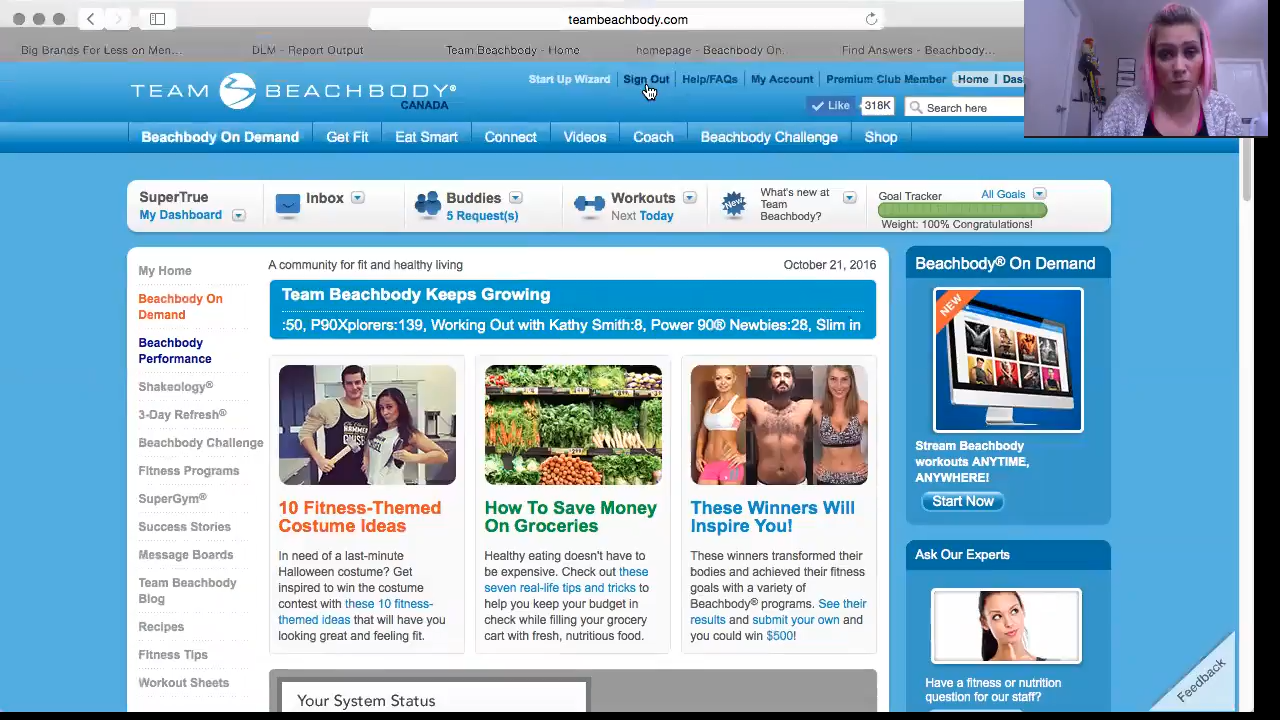 teambeachbody.com
Big Brands For Less on Men...
DLM - Report Output
Team Beachbody - Home
homepage - Beachbody On...
Find Answers - Beachbody...
TEAM BEACHBODY®
CANADA
Start Up Wizard
Sign Out
Help/FAQs
My Account
Premium Club Member
Home
Das
Like
318K
Search here
Beachbody On Demand
Get Fit
Eat Smart
Connect
Videos
Coach
Beachbody Challenge
Shop
SuperTrue
My Dashboard
Inbox
Buddies
5 Request(s)
Workouts
Next Today
New
What's new at
Team
Beachbody?
Goal Tracker
All Goals
Weight: 100% Congratulations!
My Home
Beachbody On
Demand
Beachbody
Performance
Shakeology®
3-Day Refresh®
Beachbody Challenge
Fitness Programs
SuperGym®
Success Stories
Message Boards
Team Beachbody
Blog
Recipes
Fitness Tips
Workout Sheets
A community for fit and healthy living
October 21, 2016
Team Beachbody Keeps Growing
:50, P90Xplorers:139, Working Out with Kathy Smith:8, Power 90® Newbies:28, Slim in
10 Fitness-Themed
Costume Ideas
In need of a last-minute
Halloween costume? Get
inspired to win the costume
contest with these 10 fitness-
themed ideas that will have you
looking great and feeling fit.
How To Save Money
On Groceries
Healthy eating doesn't have to
be expensive. Check out these
seven real-life tips and tricks to
help you keep your budget in
check while filling your grocery
cart with fresh, nutritious food.
These Winners Will
Inspire You!
These winners transformed their
bodies and achieved their fitness
goals with a variety of
Beachbody® programs. See their
results and submit your own and
you could win $500!
Your System Status
Beachbody® On Demand
NEW
Stream Beachbody
workouts ANYTIME,
ANYWHERE!
Start Now
Ask Our Experts
Have a fitness or nutrition
question for our staff?
Feedback